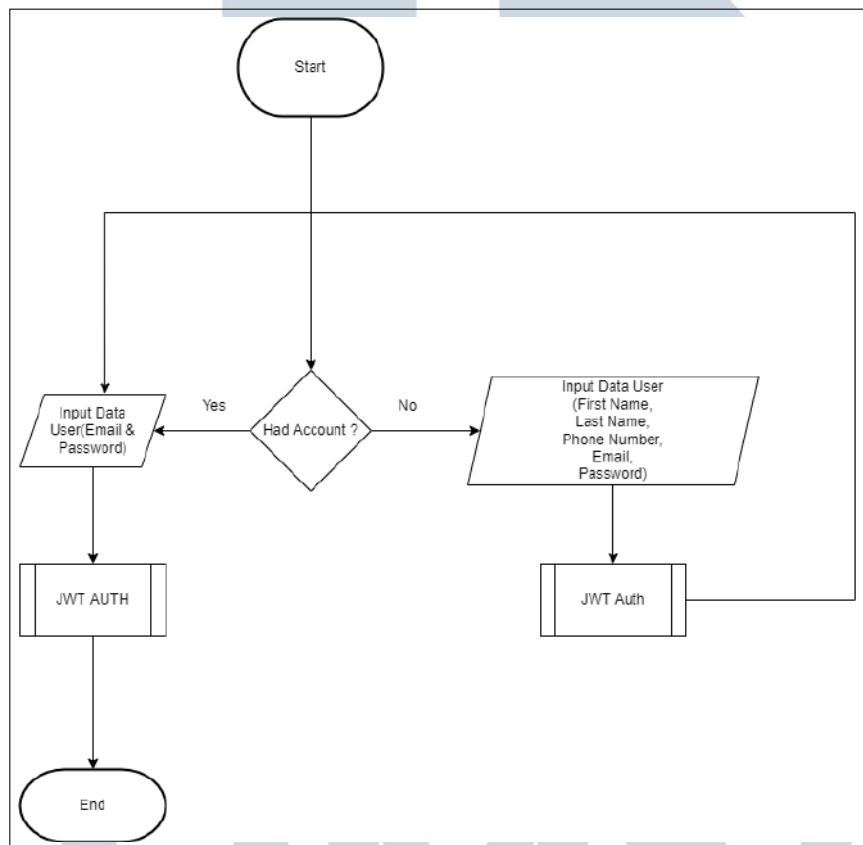 Start
Yes
Had Account ?
No
Input Data
User(Email &
Password)
Input Data User
(First Name,
Last Name,
Phone Number,
Email,
Password)
JWT AUTH
JWT Auth
End